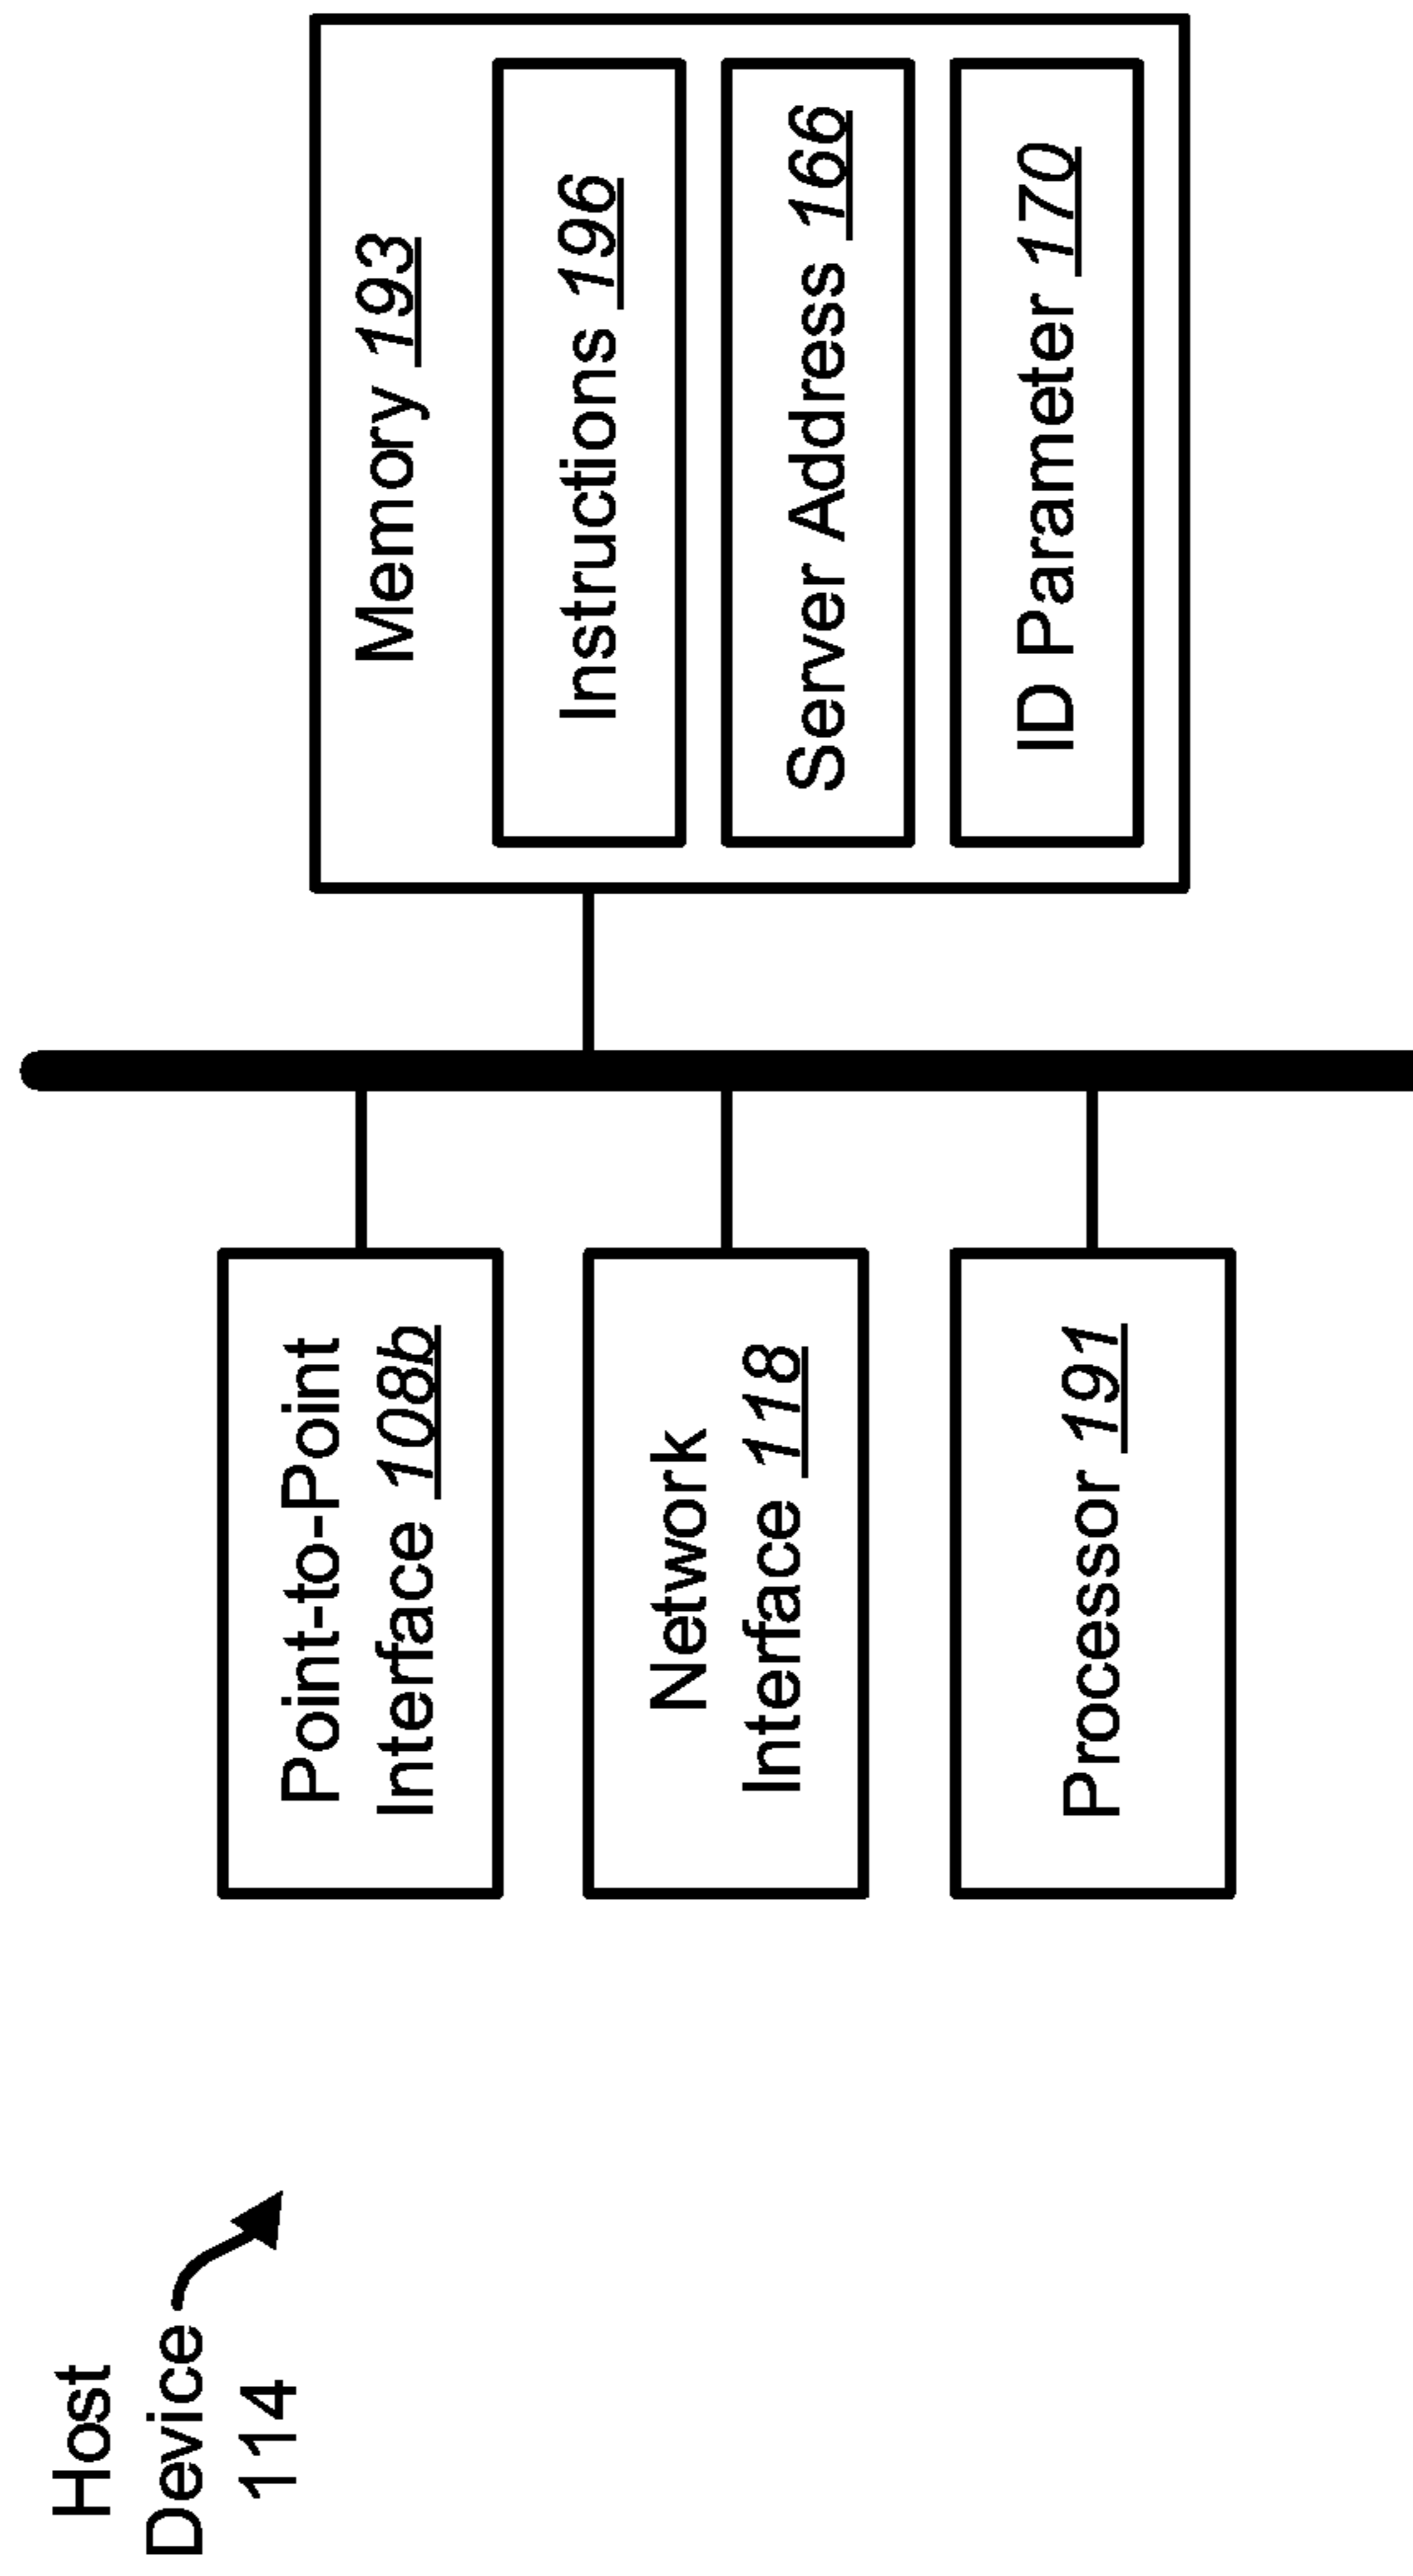 Host
Device
114
Point-to-Point
Interface 108b
Network
Interface 118
Processor 191
Memory 193
Instructions 196
Server Address 166
ID Parameter 170